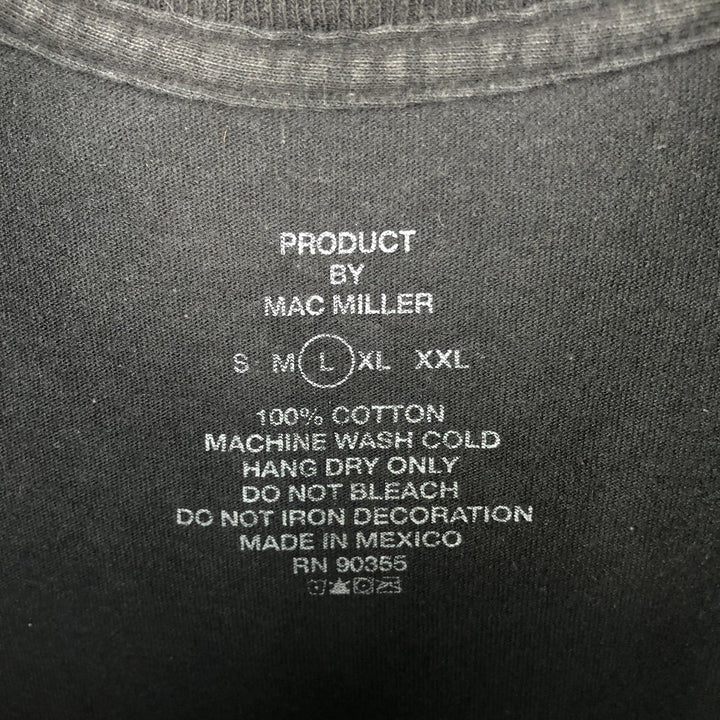 PRODUCT
BY
MAC MILLER
S M L XL XXL
100% COTTON
MACHINE WASH COLD
HANG DRY ONLY
DO NOT BLEACH
DO NOT IRON DECORATION
MADE IN MEXICO
RN 90355